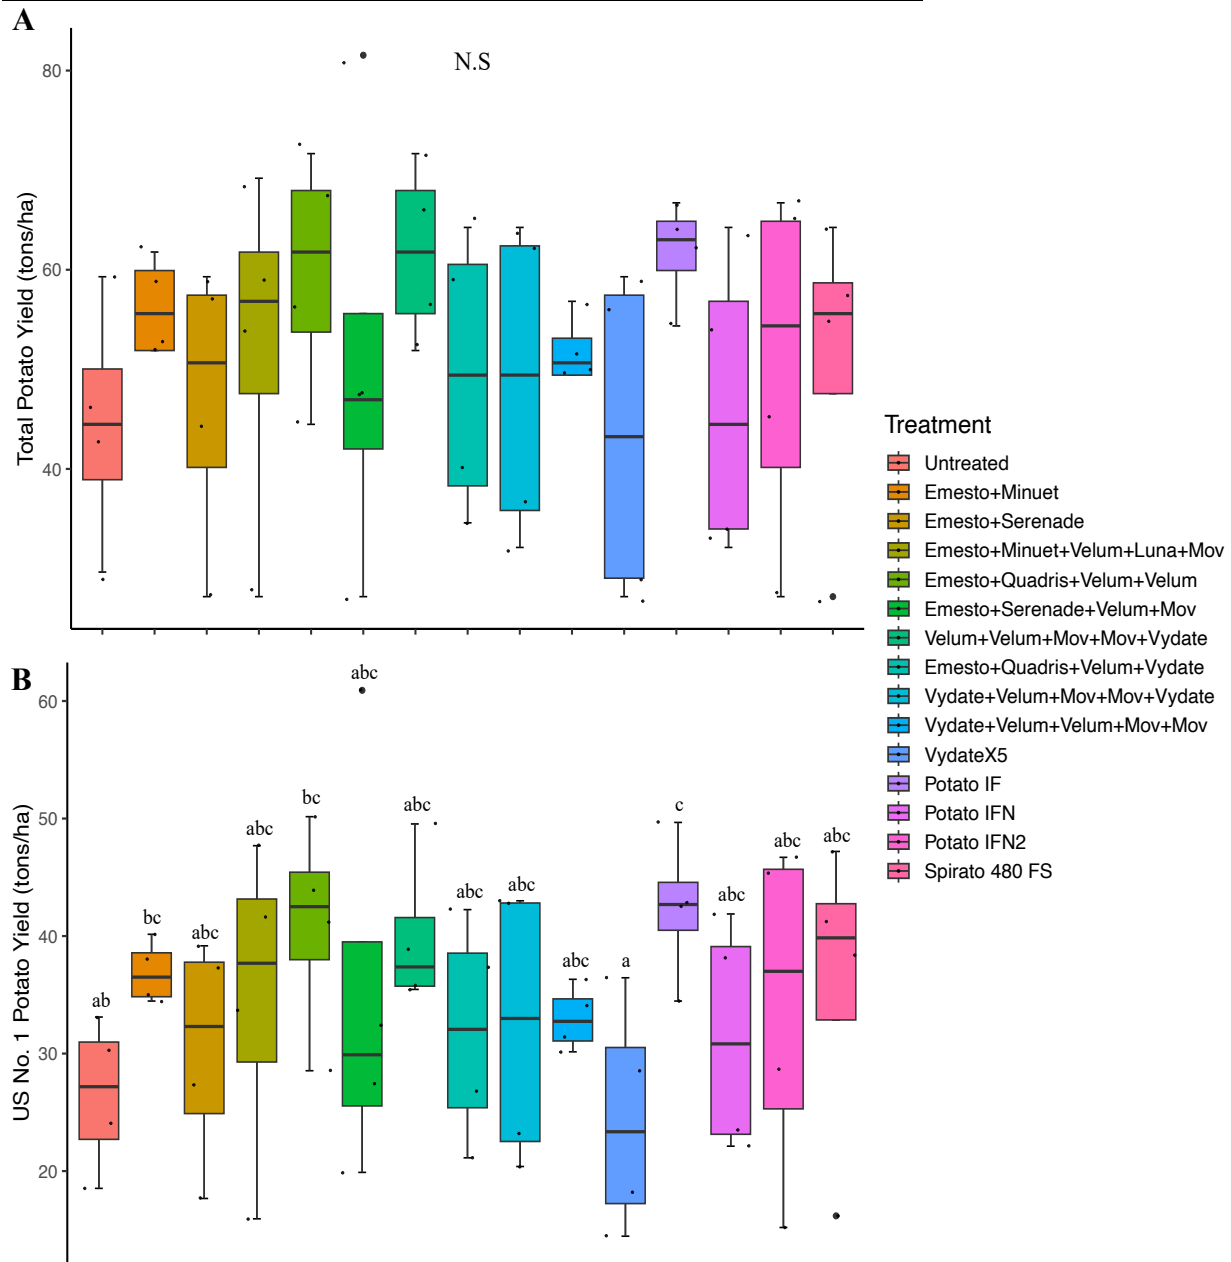 A
N.S
80
60
40
Total Potato Yield (tons/ha)
B
abc
60
50
40
30
20
US No. 1 Potato Yield (tons/ha)
ab
bc
abc
abc
bc
abc
abc
abc
abc
a
c
abc
abc
abc
Treatment
Untreated
Emesto+Minuet
Emesto+Serenade
Emesto+Minuet+Velum+Luna+Mov
Emesto+Quadris+Velum+Velum
Emesto+Serenade+Velum+Mov
Velum+Velum+Mov+Mov+Vydate
Emesto+Quadris+Velum+Vydate
Vydate+Velum+Mov+Mov+Vydate
Vydate+Velum+Velum+Mov+Mov
VydateX5
Potato IF
Potato IFN
Potato IFN2
Spirato 480 FS